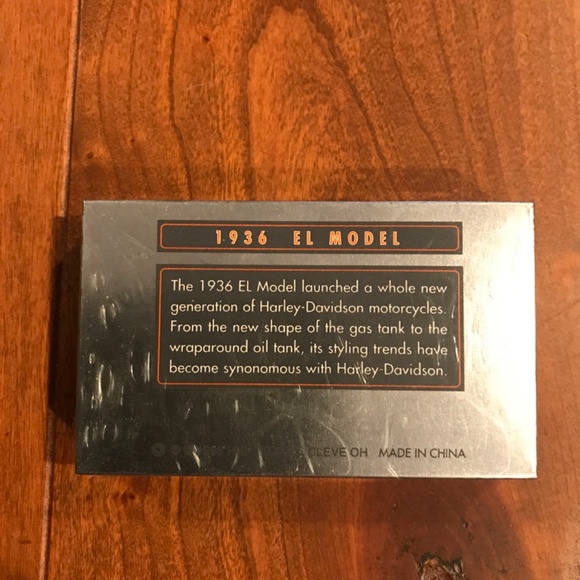 1936 EL MODEL
The 1936 EL Model launched a whole new
generation of Harley-Davidson motorcycles.
From the new shape of the gas tank to the
wraparound oil tank, its styling trends have
become synonomous with Harley-Davidson.
CLEVE OH MADE IN CHINA